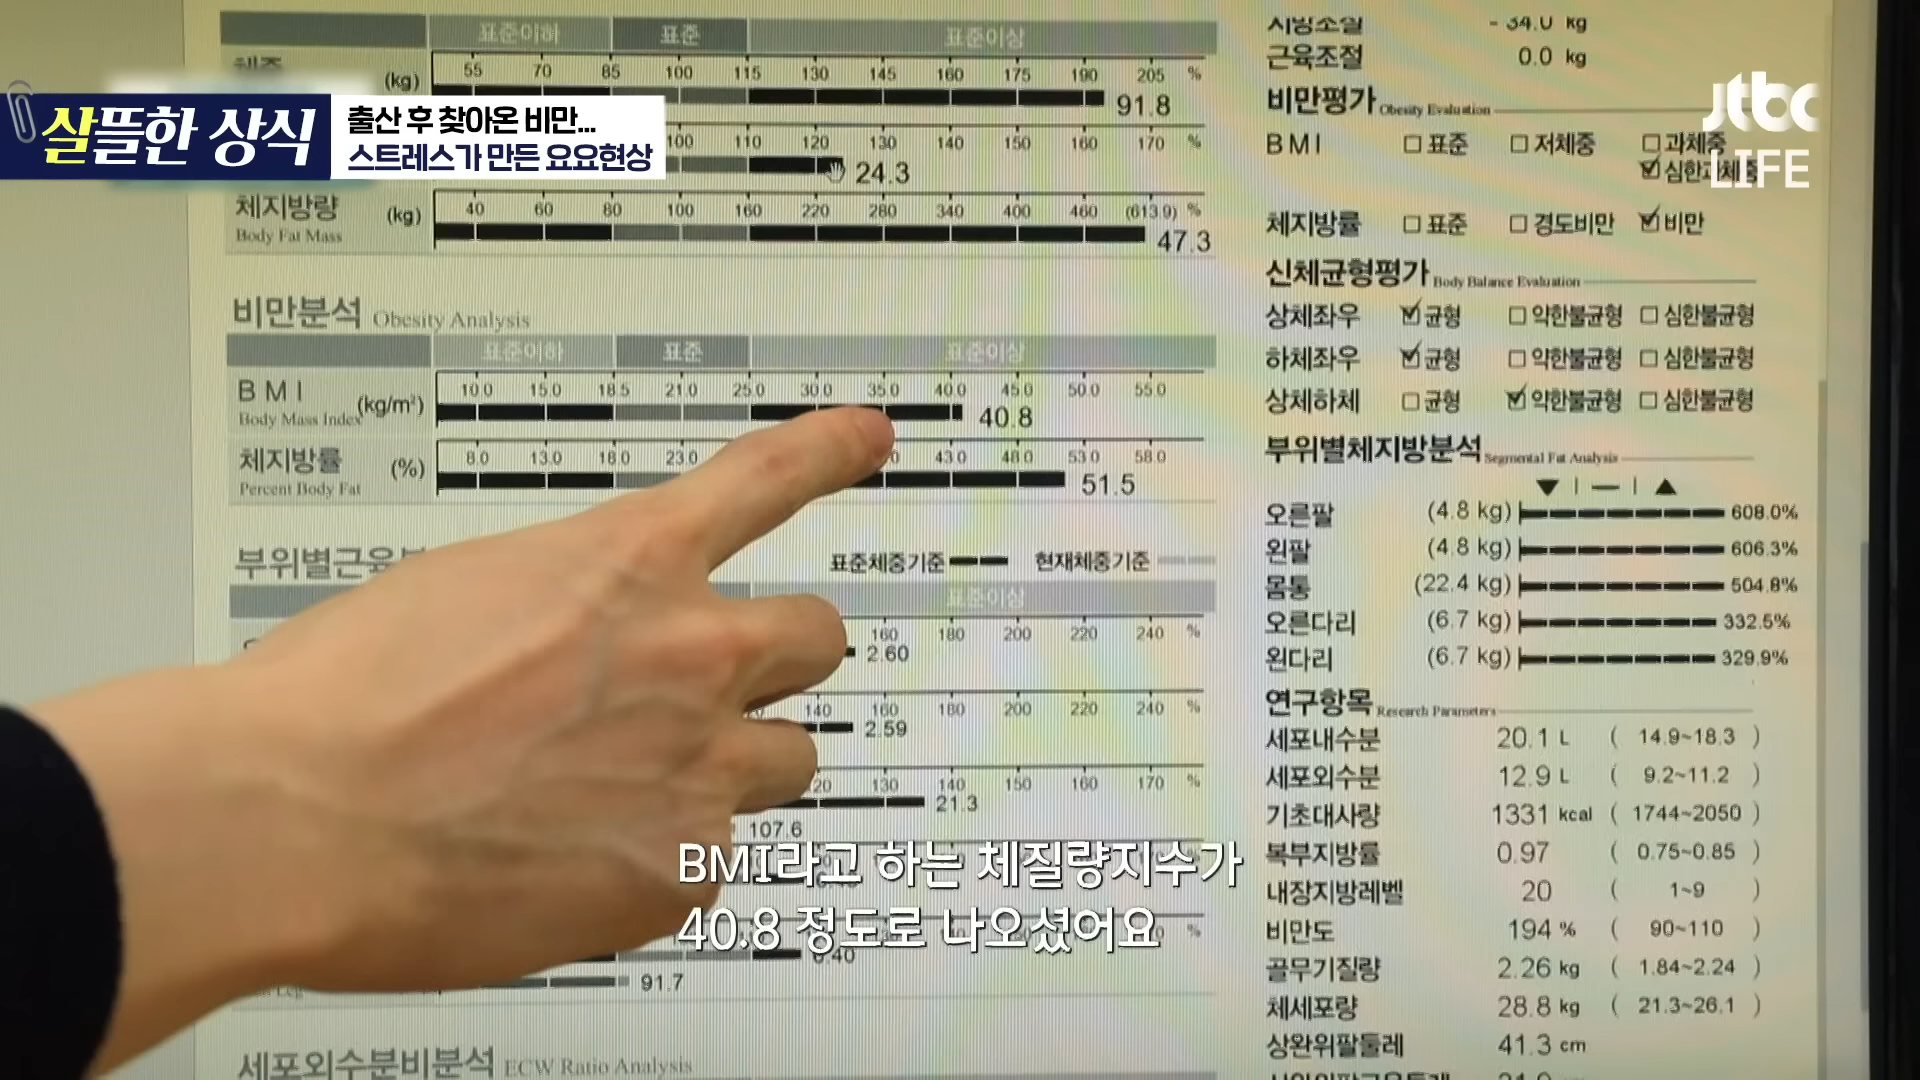 살뜰한 상식
출산 후 찾아온 비만...
스트레스가 만든 요요현상
jtbc
LIFE
표준이하 표준 표준이상
(kg) 55 70 85 100 115 130 145 160 175 190 205 %
91.8
100 110 120 130 140 150 160 170 %
24.3
체지방량 (kg) 40 60 80 100 160 220 280 340 400 460 (613.9) %
Body Fat Mass 47.3
비만분석 Obesity Analysis
표준이하 표준 표준이상
BMI (kg/m²) 10.0 15.0 18.5 21.0 25.0 30.0 35.0 40.0 45.0 50.0 55.0
Body Mass Index 40.8
체지방률 (%) 8.0 13.0 18.0 23.0 43.0 48.0 53.0 58.0
Percent Body Fat 51.5
부위별근육
표준체중기준 현재체중기준
표준이상
160 180 200 220 240 %
2.60
140 160 180 200 220 240 %
2.59
130 140 150 160 170 %
21.3
107.6
91.7
세포외수분비분석 ECW Ratio Analysis
- 34.0 kg
근육조절 0.0 kg
비만평가 Obesity Evaluation
BMI □표준 □저체중 □과체중
☑심한과체중
체지방률 □표준 □경도비만 ☑비만
신체균형평가 Body Balance Evaluation
상체좌우 ☑균형 □약한불균형 □심한불균형
하체좌우 ☑균형 □약한불균형 □심한불균형
상체하체 □균형 ☑약한불균형 □심한불균형
부위별체지방분석 Segmental Fat Analysis
오른팔 (4.8 kg) 608.0%
왼팔 (4.8 kg) 606.3%
몸통 (22.4 kg) 504.8%
오른다리 (6.7 kg) 332.5%
왼다리 (6.7 kg) 329.9%
연구항목 Research Parameters
세포내수분 20.1 L ( 14.9~18.3 )
세포외수분 12.9 L ( 9.2~11.2 )
기초대사량 1331 kcal ( 1744~2050 )
복부지방률 0.97 ( 0.75~0.85 )
내장지방레벨 20 ( 1~9 )
비만도 194 % ( 90~110 )
골무기질량 2.26 kg ( 1.84~2.24 )
체세포량 28.8 kg ( 21.3~26.1 )
상완위팔둘레 41.3 cm
BMI라고 하는 체질량지수가
40.8 정도로 나오셨어요